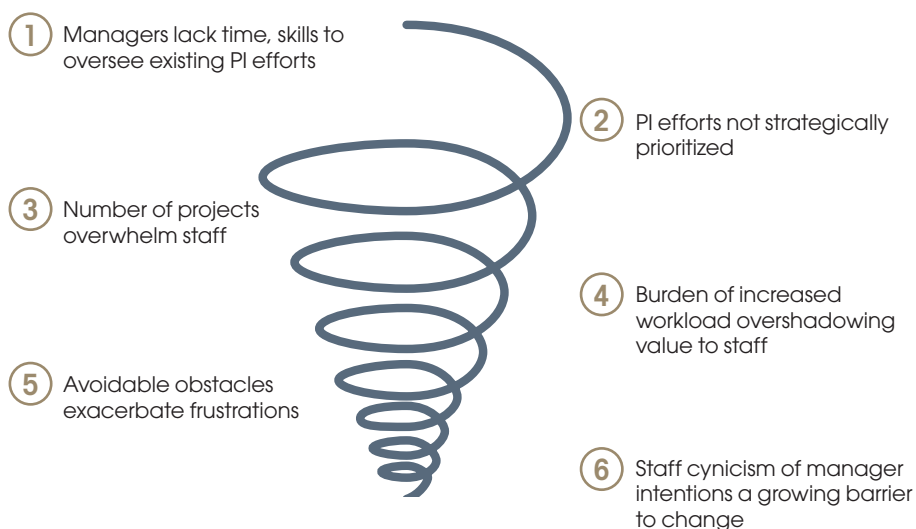 1
Managers lack time, skills to
oversee existing PI efforts
2
PI efforts not strategically
prioritized
3
Number of projects
overwhelm staff
4
Burden of increased
workload overshadowing
value to staff
5
Avoidable obstacles
exacerbate frustrations
6
Staff cynicism of manager
intentions a growing barrier
to change